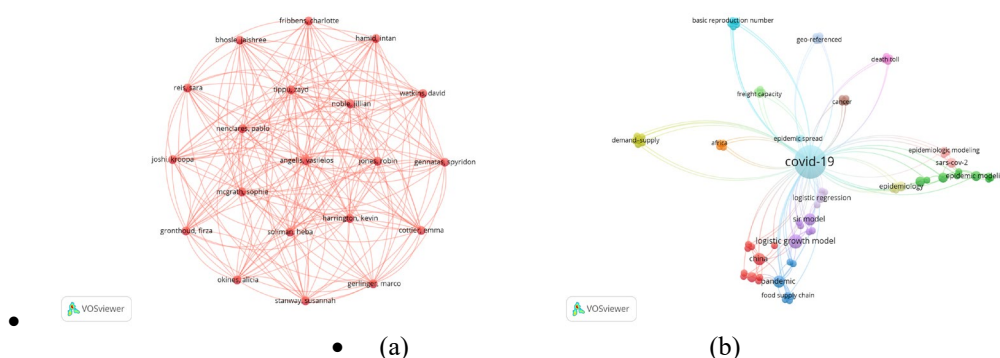 fribbens, charlotte
bhosle, jaishree
hamid, intan
reis, sara
tippu, zayd
watkins, david
noble, jillian
nenclares, pablo
joshi, kroopa
angelis, vasileios
jones, robin
gennatas, spyridon
mcgrath, sophie
harrington, kevin
gronthoud, firza
soliman, heba
cottier, emma
okines, alicia
gerlinger, marco
stanway, susannah
VOSviewer
basic reproduction number
geo-referenced
death toll
freight capacity
cancer
demand-supply
africa
epidemic spread
covid-19
epidemiologic modeling
sars-cov-2
epidemic modeli
epidemiology
logistic regression
sir model
logistic growth model
china
pandemic
food supply chain
VOSviewer
(a)
(b)